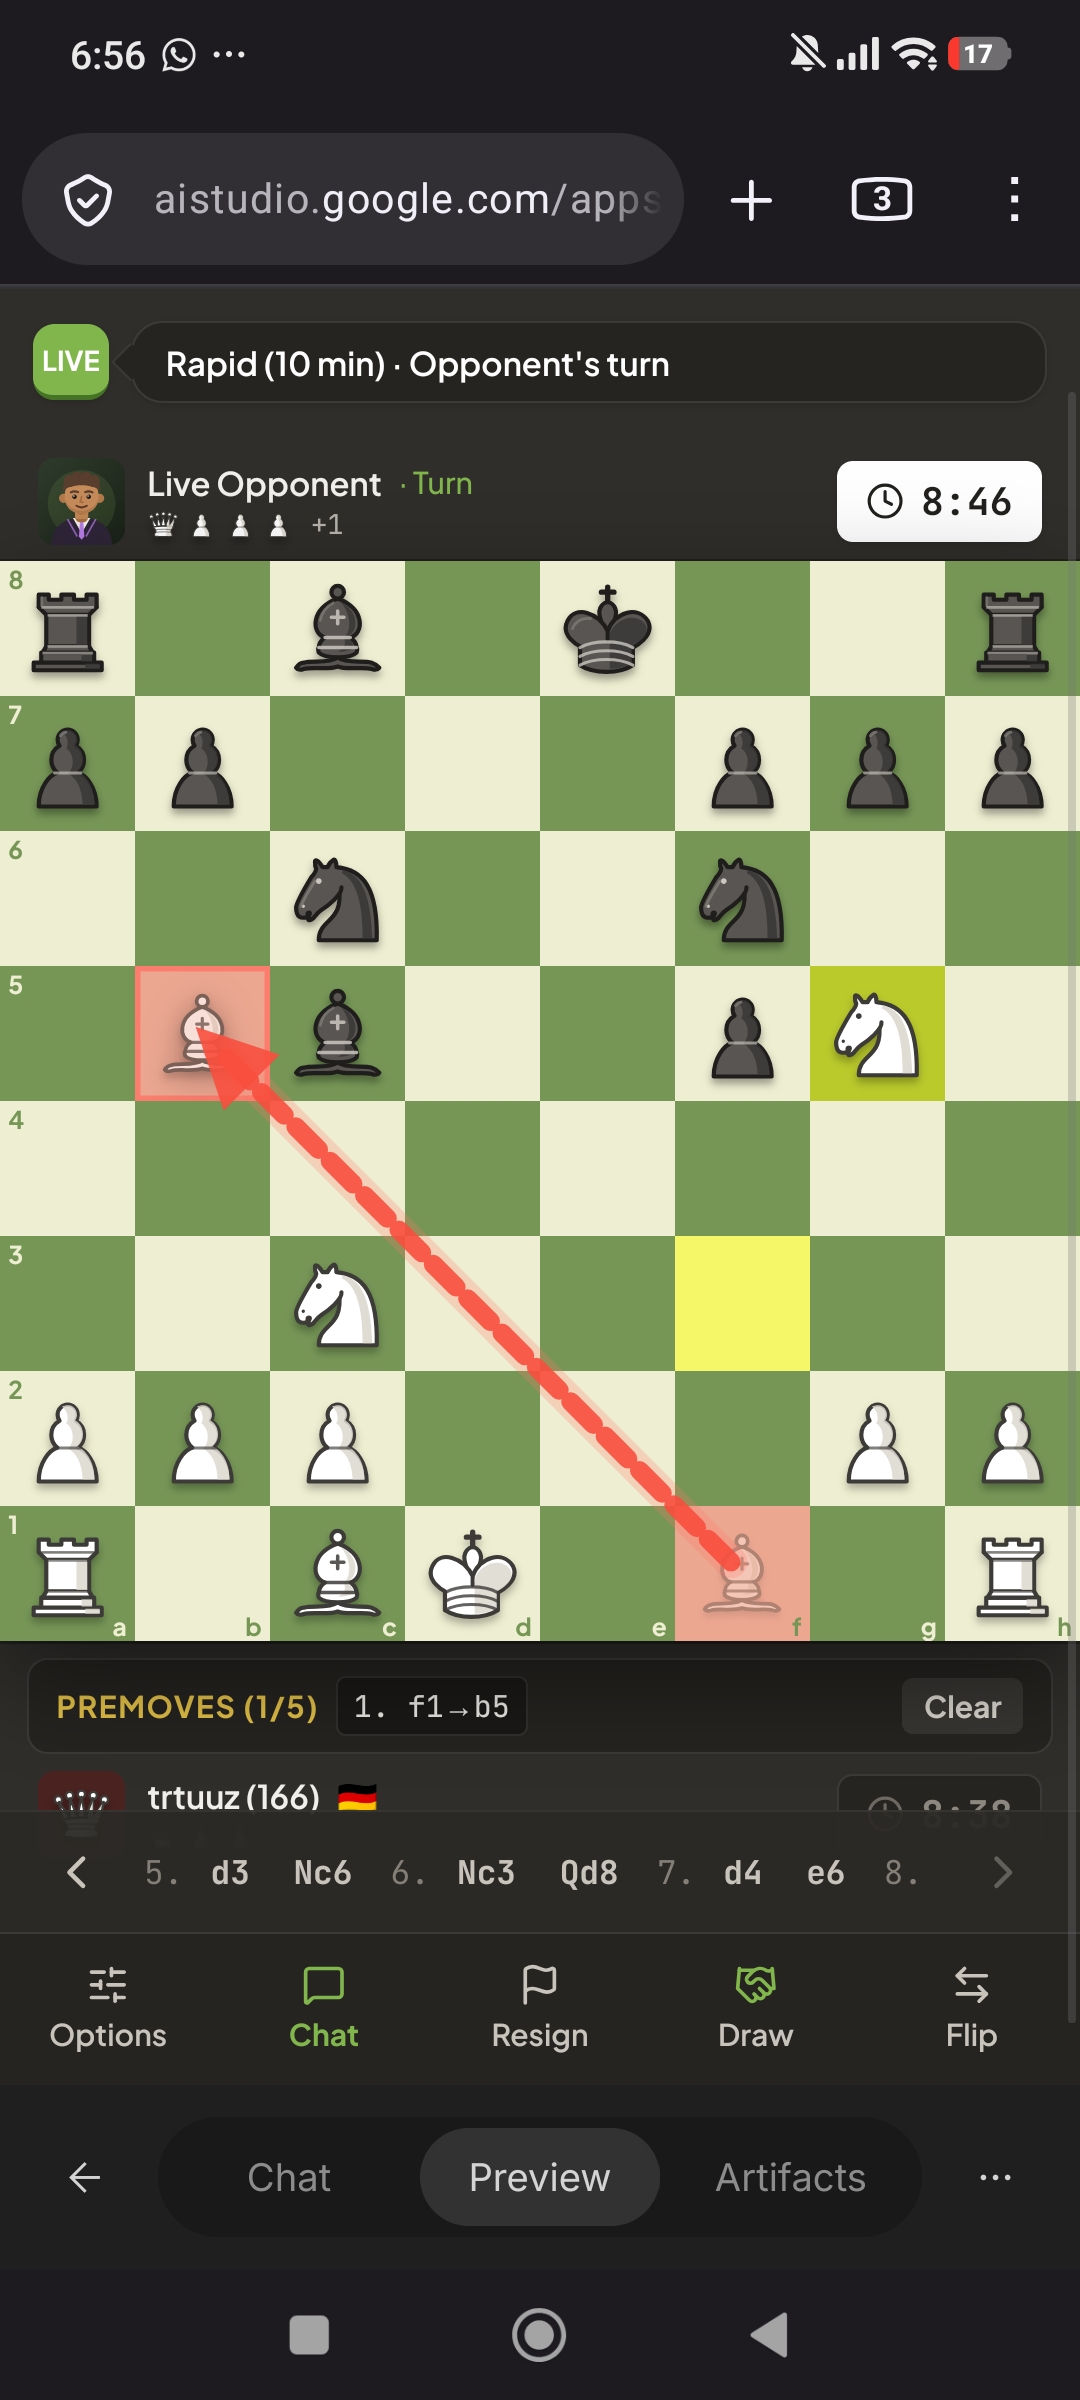 6:56
17
aistudio.google.com/apps
3
LIVE
Rapid (10 min) · Opponent's turn
Live Opponent · Turn
+1
8:46
8
7
6
5
4
3
2
1
a b c d e f g h
PREMOVES (1/5) 1. f1→b5 Clear
trtuuz (166)
8:38
5. d3 Nc6 6. Nc3 Qd8 7. d4 e6 8.
Options Chat Resign Draw Flip
Chat Preview Artifacts